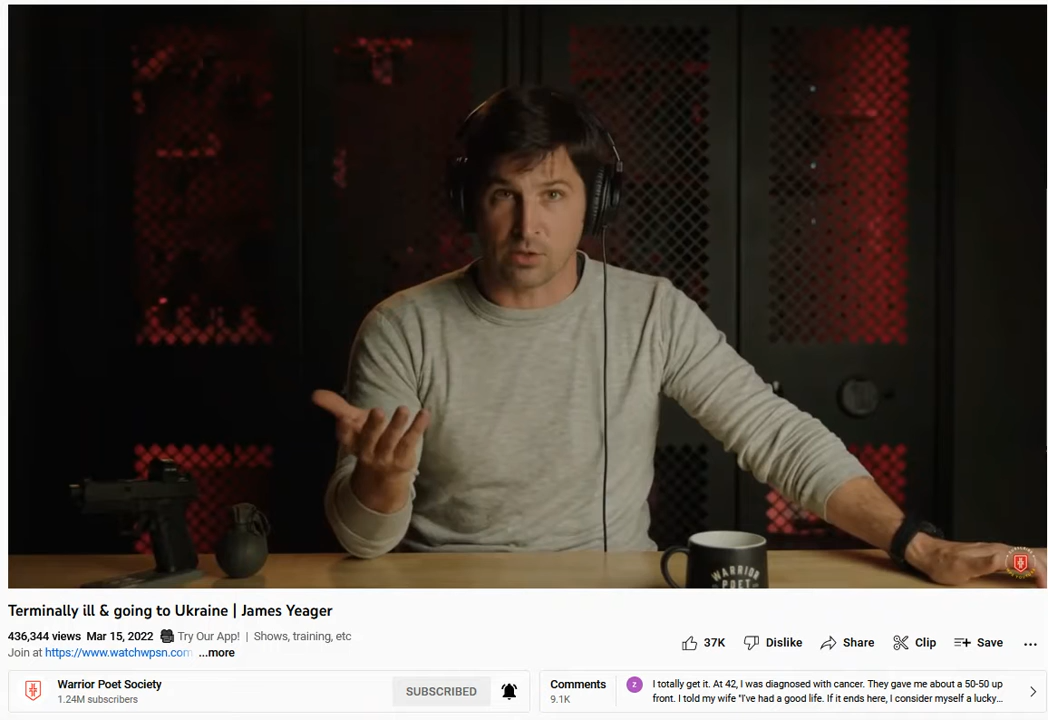 WARRIOR
POET
Terminally ill & going to Ukraine | James Yeager
436,344 views Mar 15, 2022 Try Our App! | Shows, training, etc
Join at https://www.watchwpsn.com ...more
37K Dislike Share Clip Save
Warrior Poet Society
1.24M subscribers
SUBSCRIBED
Comments
9.1K
Z
I totally get it. At 42, I was diagnosed with cancer. They gave me about a 50-50 up
front. I told my wife "I've had a good life. If it ends here, I consider myself a lucky...